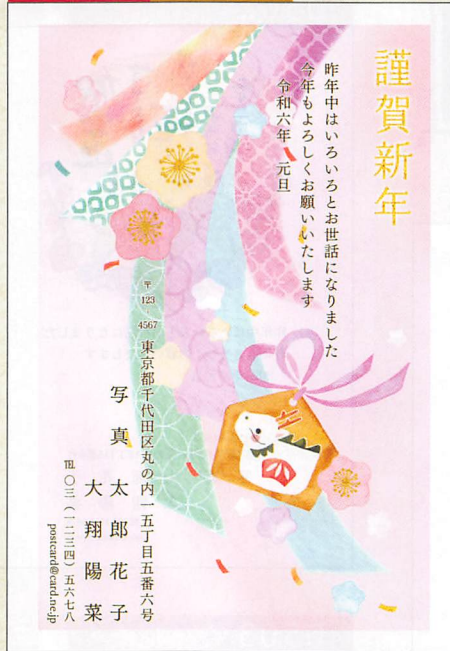 謹賀新年
昨年中はいろいろとお世話になりました
今年もよろしくお願いいたします
令和六年 元旦
〒
123
4567
東京都千代田区丸の内一五丁目五番六号
写真 太郎 花子
大翔 陽菜
℡〇三(一二三四)五六七八
postcard@card.ne.jp